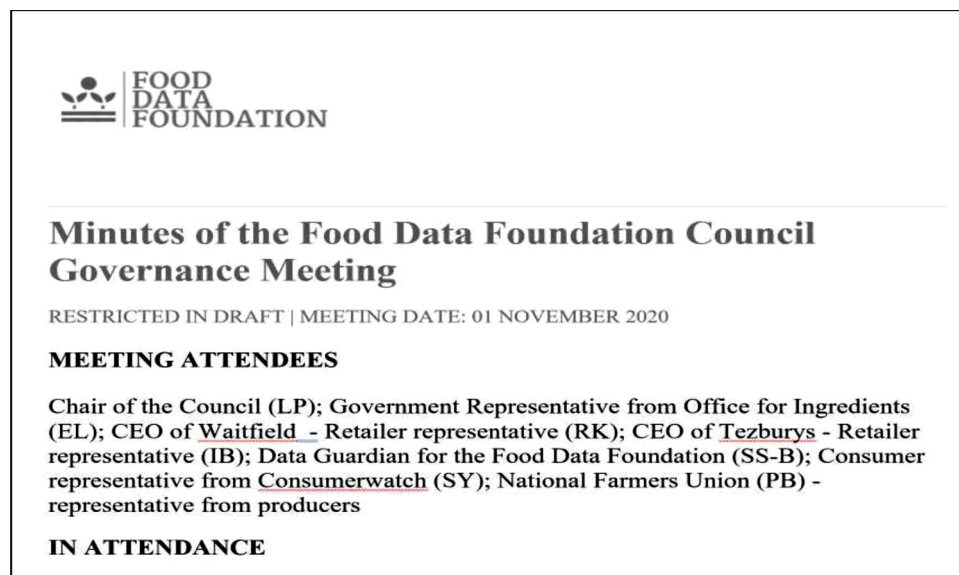 FOOD
DATA
FOUNDATION
Minutes of the Food Data Foundation Council
Governance Meeting
RESTRICTED IN DRAFT | MEETING DATE: 01 NOVEMBER 2020
MEETING ATTENDEES
Chair of the Council (LP); Government Representative from Office for Ingredients
(EL); CEO of Waitfield - Retailer representative (RK); CEO of Tezburys - Retailer
representative (IB); Data Guardian for the Food Data Foundation (SS-B); Consumer
representative from Consumerwatch (SY); National Farmers Union (PB) -
representative from producers
IN ATTENDANCE